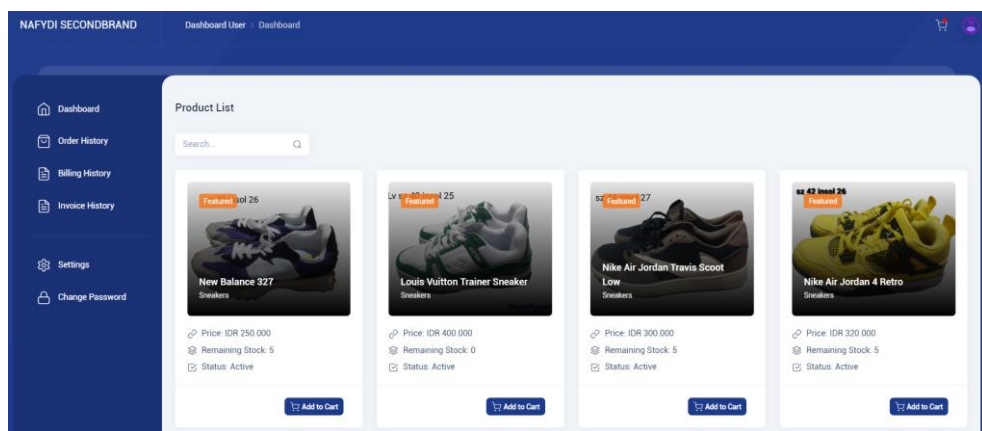 NAFYDI SECONDBRAND
Dashboard User > Dashboard
Dashboard
Order History
Billing History
Invoice History
Settings
Change Password
Product List
Search...
Featured
sol 26
New Balance 327
Sneakers
Price: IDR 250.000
Remaining Stock: 5
Status: Active
Add to Cart
Featured
25
Louis Vuitton Trainer Sneaker
Sneakers
Price: IDR 400.000
Remaining Stock: 0
Status: Active
Add to Cart
Featured
27
Nike Air Jordan Travis Scoot
Low
Sneakers
Price: IDR 300.000
Remaining Stock: 5
Status: Active
Add to Cart
sz 42 insol 26
Featured
Nike Air Jordan 4 Retro
Sneakers
Price: IDR 320.000
Remaining Stock: 5
Status: Active
Add to Cart